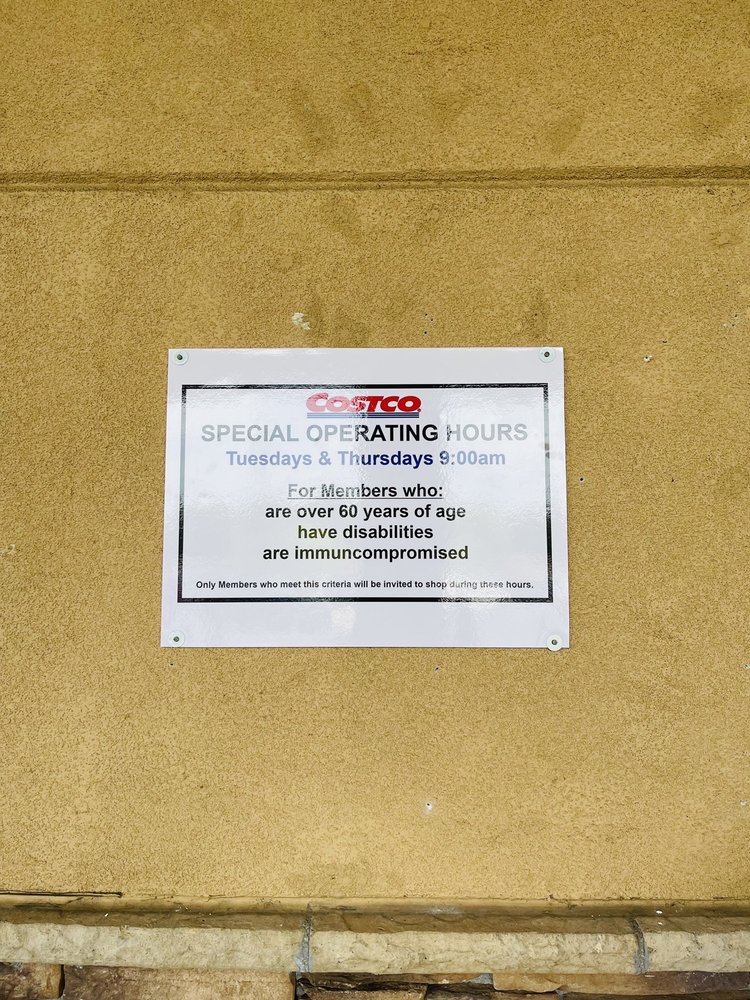 COSTCO
SPECIAL OPERATING HOURS
Tuesdays & Thursdays 9:00am
For Members who:
are over 60 years of age
have disabilities
are immuncompromised
Only Members who meet this criteria will be invited to shop during these hours.